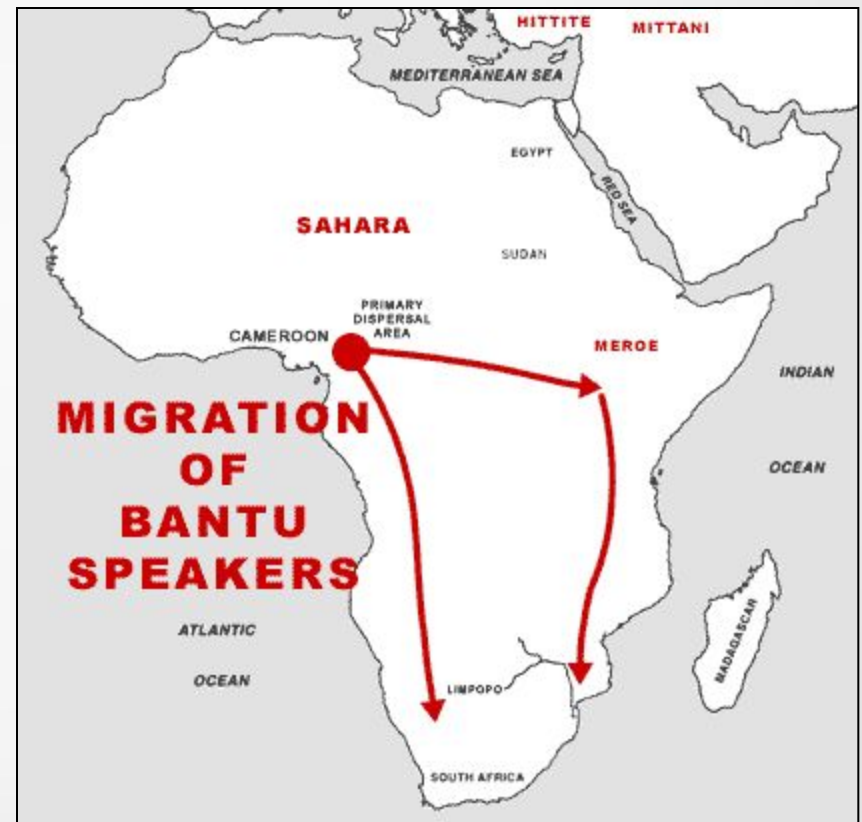 HITTITE
MITTANI
MEDITERRANEAN SEA
EGYPT
RED SEA
SAHARA
SUDAN
PRIMARY
DISPERSAL
AREA
CAMEROON
MEROE
INDIAN
OCEAN
MIGRATION
OF
BANTU
SPEAKERS
ATLANTIC
OCEAN
MADAGASCAR
LIMPOPO
SOUTH AFRICA